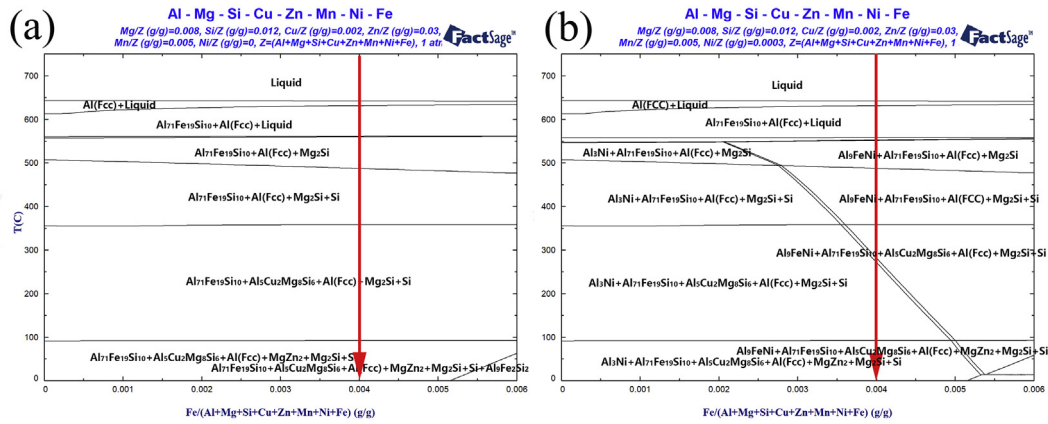 (a)
Al - Mg - Si - Cu - Zn - Mn - Ni - Fe
Mg/Z (g/g)=0.008, Si/Z (g/g)=0.012, Cu/Z (g/g)=0.002, Zn/Z (g/g)=0.03,
Mn/Z (g/g)=0.005, Ni/Z (g/g)=0, Z=(Al+Mg+Si+Cu+Zn+Mn+Ni+Fe), 1 atm
FactSage™
700
600
500
400
300
200
100
0
T(C)
Liquid
Al(Fcc)+Liquid
Al71Fe19Si10+Al(Fcc)+Liquid
Al71Fe19Si10+Al(Fcc)+Mg2Si
Al71Fe19Si10+Al(Fcc)+Mg2Si+Si
Al71Fe19Si10+Al5Cu2Mg8Si6+Al(Fcc)+Mg2Si+Si
Al71Fe19Si10+Al5Cu2Mg8Si6+Al(Fcc)+MgZn2+Mg2Si+S
Al71Fe19Si10+Al5Cu2Mg8Si6+Al(Fcc)+MgZn2+Mg2Si+Si+Al9Fe2Si2
0 0.001 0.002 0.003 0.004 0.005 0.006
Fe/(Al+Mg+Si+Cu+Zn+Mn+Ni+Fe) (g/g)
(b)
Al - Mg - Si - Cu - Zn - Mn - Ni - Fe
Mg/Z (g/g)=0.008, Si/Z (g/g)=0.012, Cu/Z (g/g)=0.002, Zn/Z (g/g)=0.03,
Mn/Z (g/g)=0.005, Ni/Z (g/g)=0.0003, Z=(Al+Mg+Si+Cu+Zn+Mn+Ni+Fe), 1
FactSage™
700
600
500
400
300
200
100
0
Liquid
Al(FCC)+Liquid
Al71Fe19Si10+Al(Fcc)+Liquid
Al3Ni+Al71Fe19Si10+Al(Fcc)+Mg2Si
Al9FeNi+Al71Fe19Si10+Al(Fcc)+Mg2Si
Al3Ni+Al71Fe19Si10+Al(Fcc)+Mg2Si+Si
Al9FeNi+Al71Fe19Si10+Al(FCC)+Mg2Si+Si
Al9FeNi+Al71Fe19Si10+Al5Cu2Mg8Si6+Al(Fcc)+Mg2Si+Si
Al3Ni+Al71Fe19Si10+Al5Cu2Mg8Si6+Al(Fcc)+Mg2Si+Si
Al9FeNi+Al71Fe19Si10+Al5Cu2Mg8Si6+Al(Fcc)+MgZn2+Mg2Si+Si
Al3Ni+Al71Fe19Si10+Al5Cu2Mg8Si6+Al(Fcc)+MgZn2+Mg2Si+Si
0 0.001 0.002 0.003 0.004 0.005 0.006
Fe/(Al+Mg+Si+Cu+Zn+Mn+Ni+Fe) (g/g)